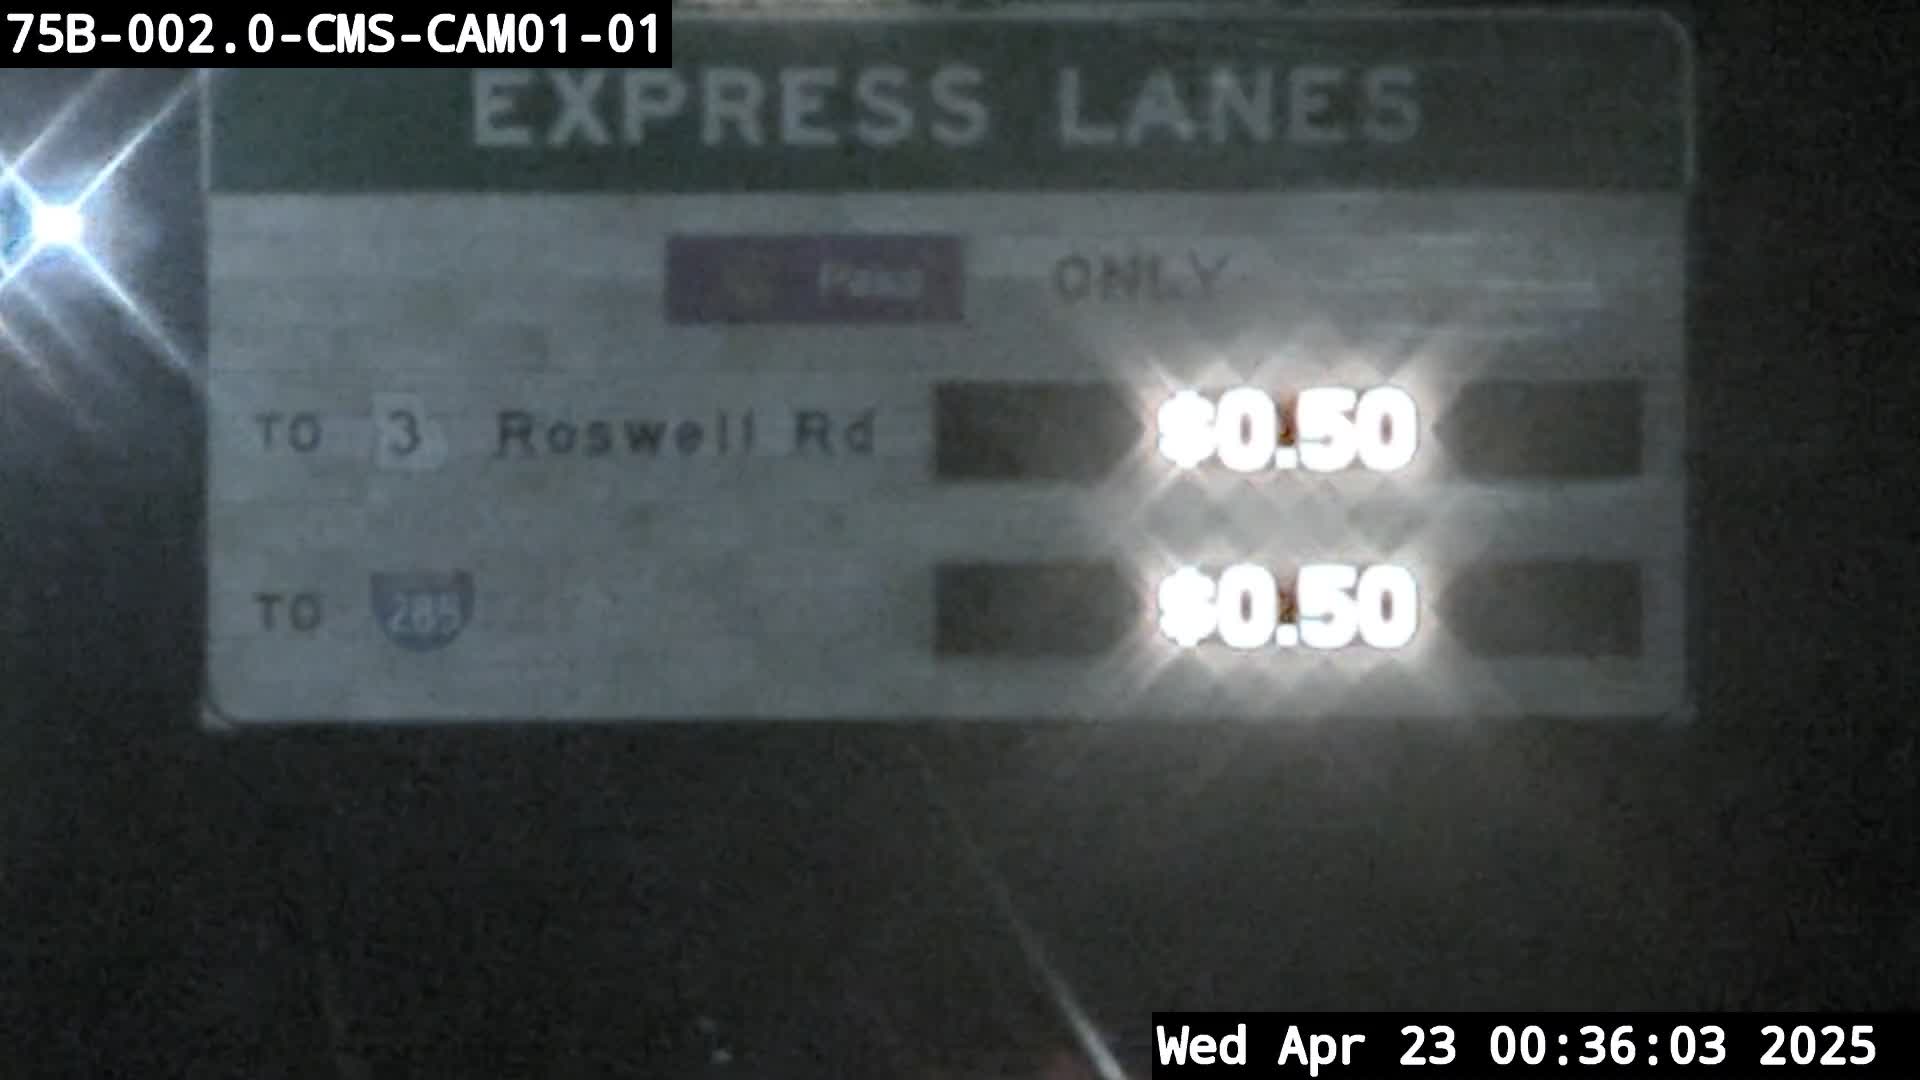 75B-002.0-CMS-CAM01-01
EXPRESS LANES
Pass ONLY
TO 3 Roswell Rd $0.50
TO 285 $0.50
Wed Apr 23 00:36:03 2025